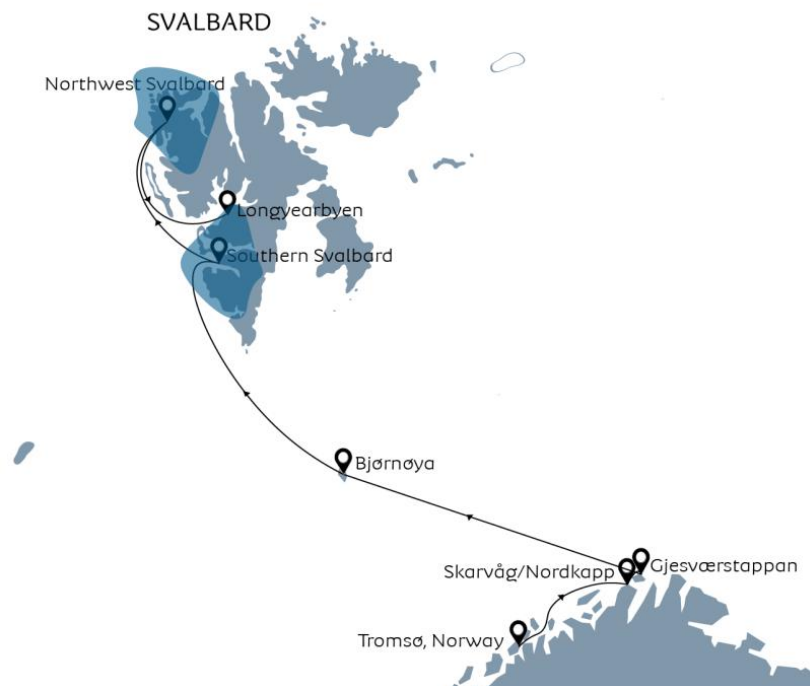 SVALBARD
Northwest Svalbard
Longyearbyen
Southern Svalbard
Bjørnøya
Gjesværstappan
Skarvåg/Nordkapp
Tromsø, Norway